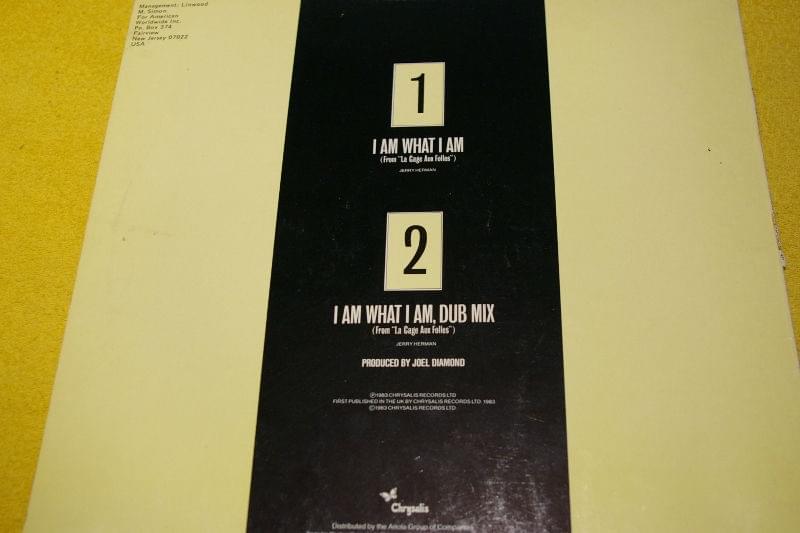 Management: Linwood
M. Simon
For American
Worldwide Inc.
Po. Box 374
Fairview
New Jersey 07022
USA
1
I AM WHAT I AM
(From "La Cage Aux Folles")
JERRY HERMAN
2
I AM WHAT I AM, DUB MIX
(From "La Cage Aux Folles")
JERRY HERMAN
PRODUCED BY JOEL DIAMOND
Ⓟ1983 CHRYSALIS RECORDS LTD.
FIRST PUBLISHED IN THE UK BY CHRYSALIS RECORDS LTD. 1983
©1983 CHRYSALIS RECORDS LTD.
Chrysalis
Distributed by the Ariola Group of Companies